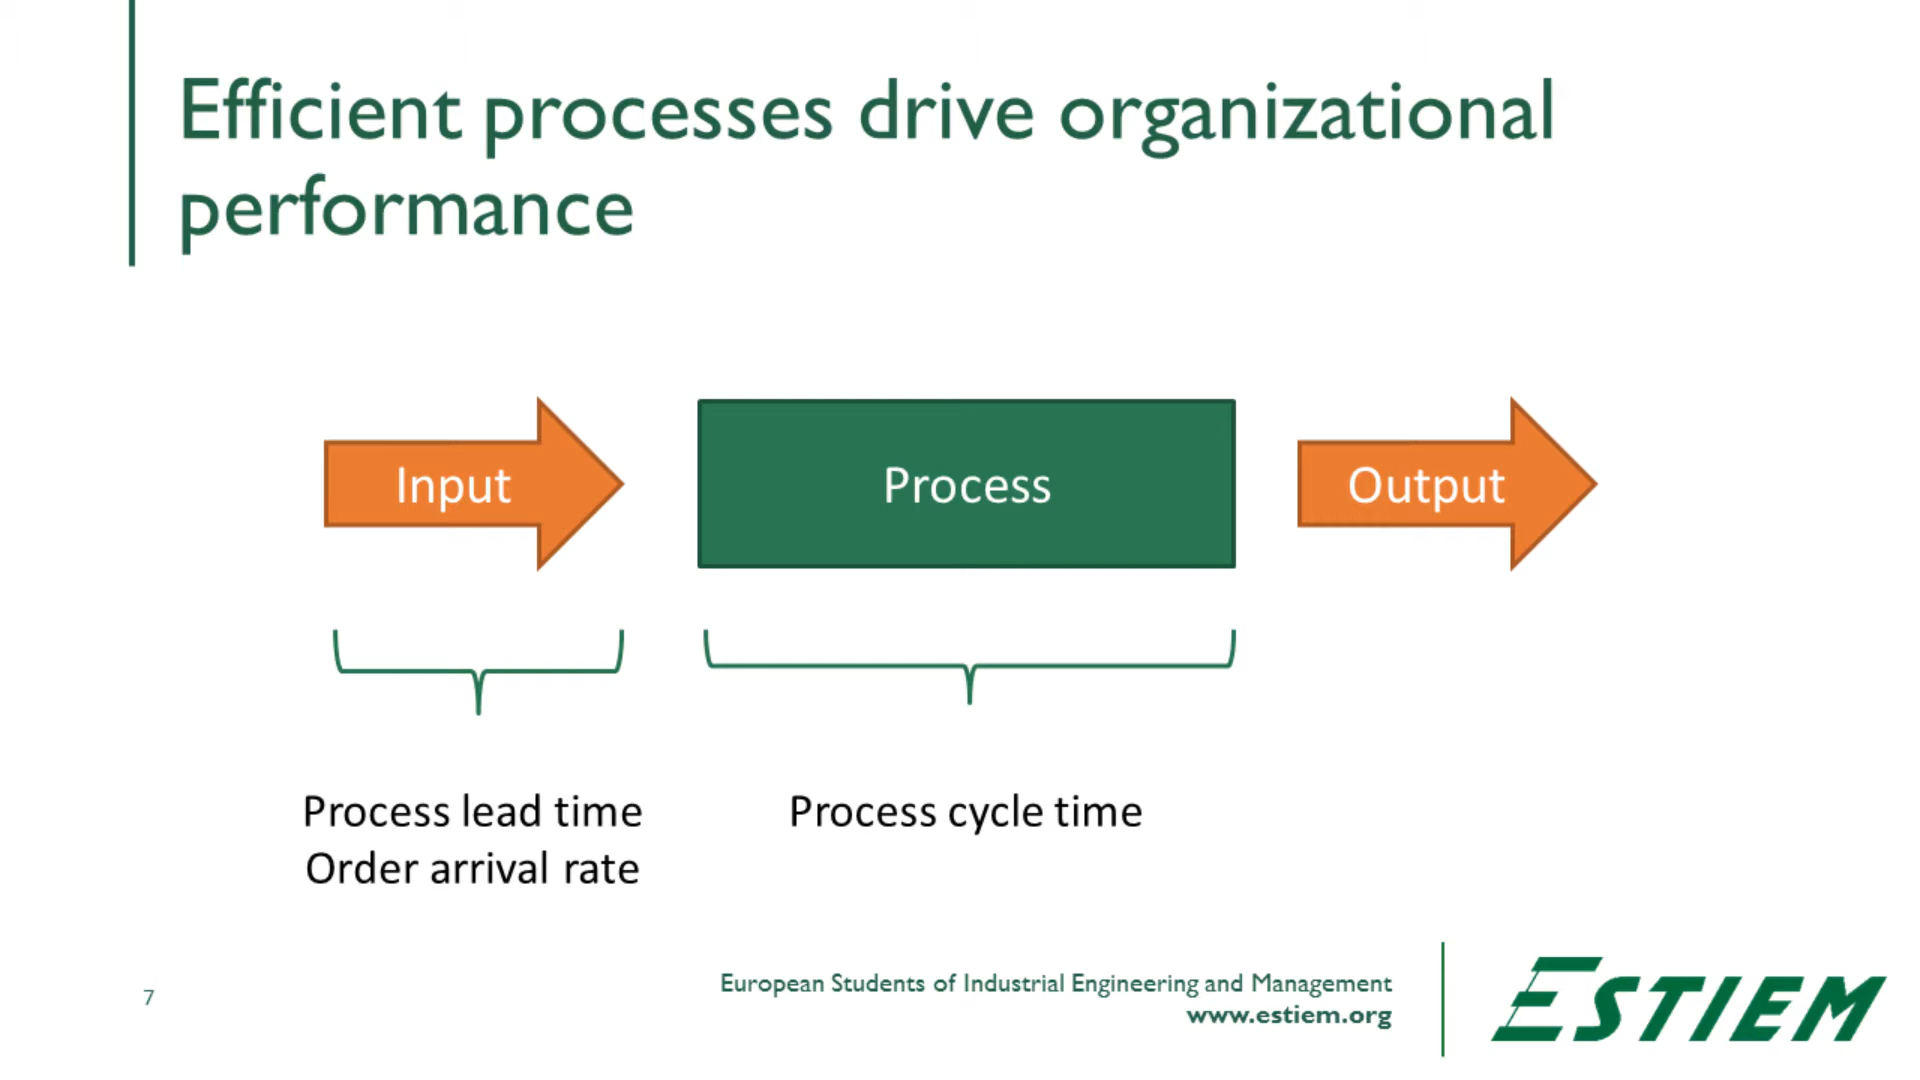 Efficient processes drive organizational
performance
Input
Process
Output
Process lead time
Order arrival rate
Process cycle time
7
European Students of Industrial Engineering and Management
www.estiem.org
ESTIEM